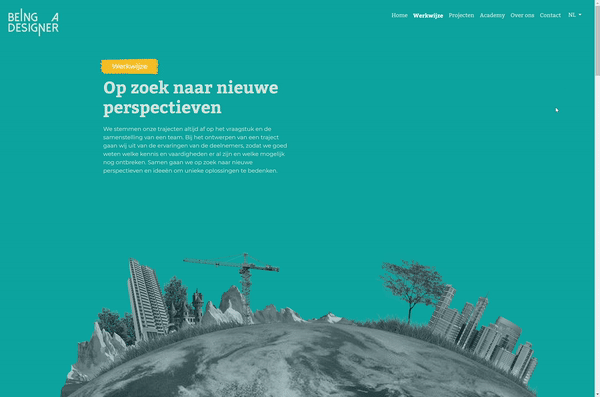 BEING A
DESIGNER
Home Werkwijze Projecten Academy Over ons Contact NL
Werkwijze
Op zoek naar nieuwe
perspectieven
We stemmen onze trajecten altijd af op het vraagstuk en de
samenstelling van een team. Bij het ontwerpen van een traject
gaan wij uit van de ervaringen van de deelnemers, zodat we goed
weten welke kennis en vaardigheden er al zijn en welke mogelijk
nog ontbreken. Samen gaan we op zoek naar nieuwe
perspectieven en ideeën om unieke oplossingen te bedenken.